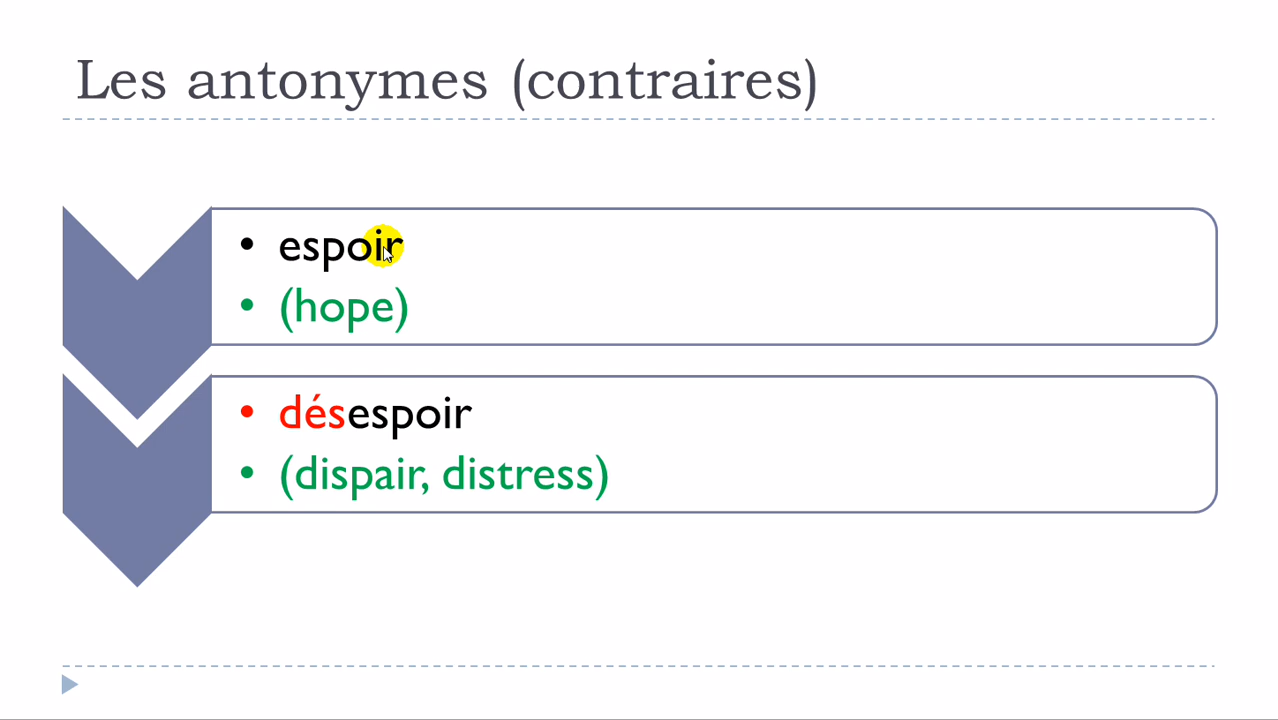 Les antonymes (contraires)
• espoir
• (hope)
• désespoir
• (dispair, distress)